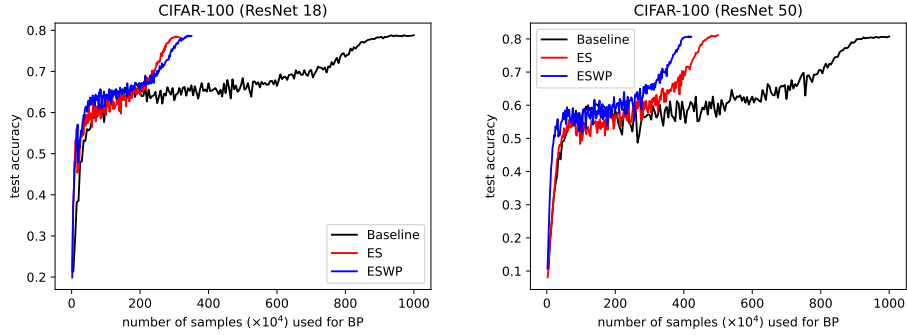 CIFAR-100 (ResNet 18)
0.8
0.7
0.6
0.5
0.4
0.3
0.2
test accuracy
0 200 400 600 800 1000
number of samples (×10⁴) used for BP
Baseline
ES
ESWP
CIFAR-100 (ResNet 50)
0.8
0.7
0.6
0.5
0.4
0.3
0.2
0.1
test accuracy
0 200 400 600 800 1000
number of samples (×10⁴) used for BP
Baseline
ES
ESWP